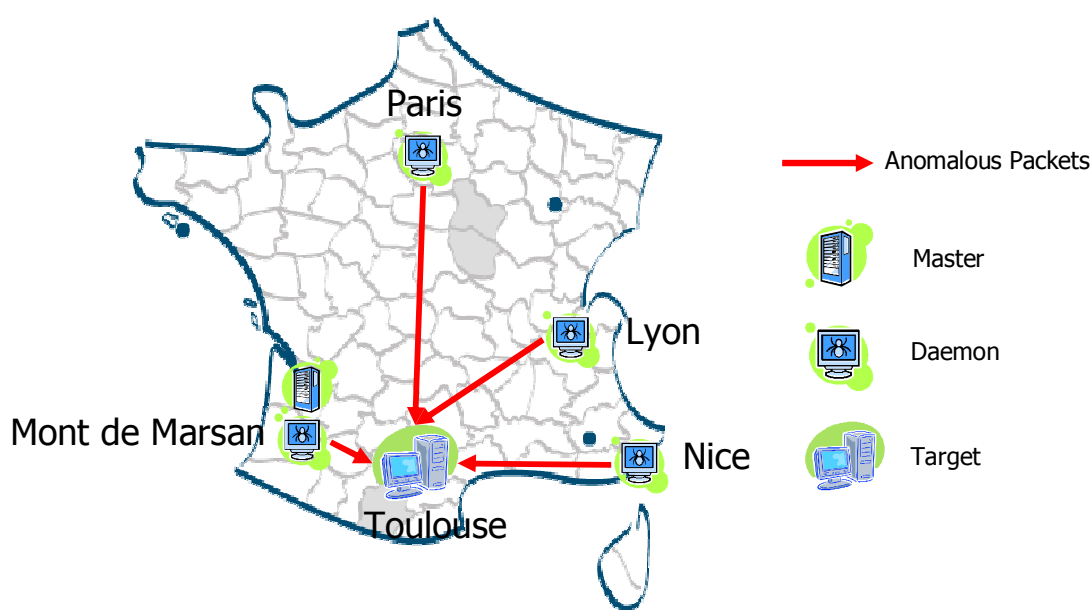 Paris
Anomalous Packets
Master
Lyon
Daemon
Mont de Marsan
Nice
Target
Toulouse